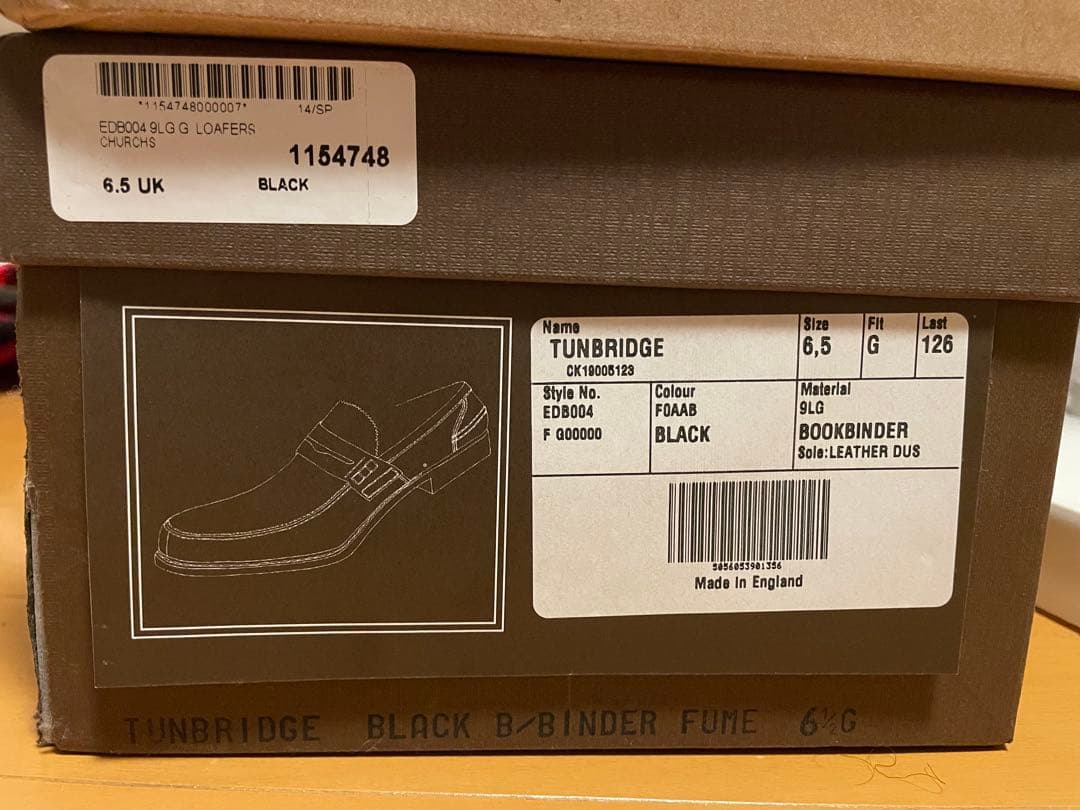 *1154748000007* 14/SP
EDB004 9LG G LOAFERS
CHURCHS
1154748
6.5 UK BLACK
Name
TUNBRIDGE
CK19005123
Size
6,5
Fit
G
Last
126
Style No.
EDB004
F G00000
Colour
F0AAB
BLACK
Material
9LG
BOOKBINDER
Sole:LEATHER DUS
5056053901356
Made in England
TUNBRIDGE BLACK B/BINDER FUME 6½G